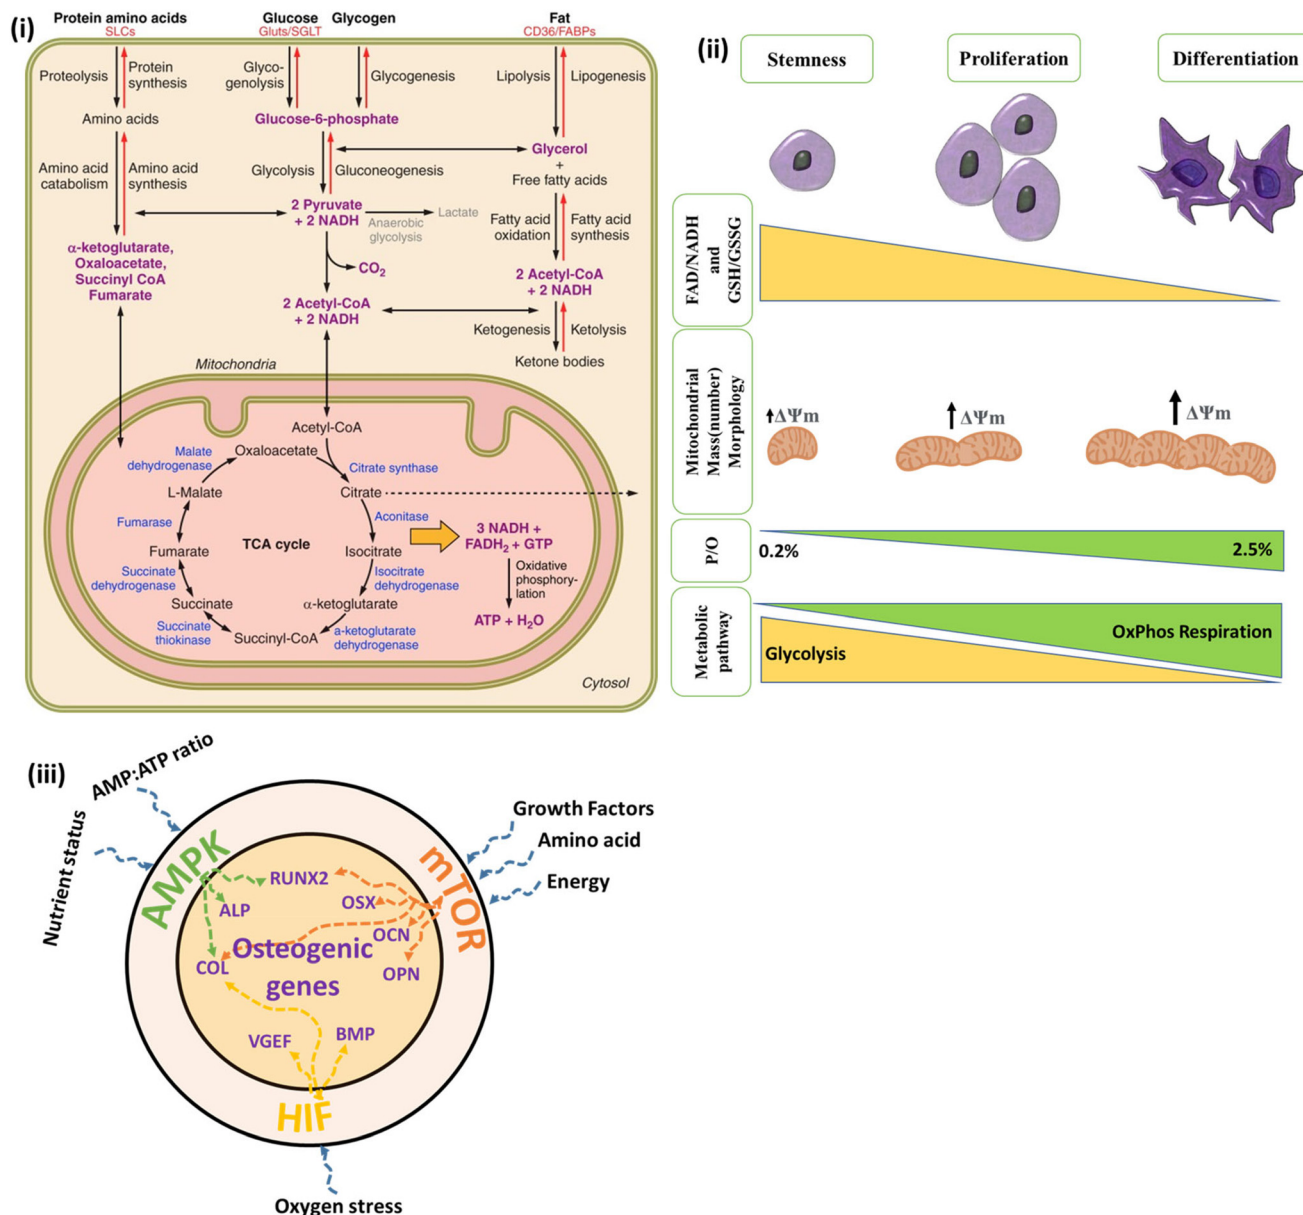 (i)
Protein amino acids
SLCs
Glucose Glycogen
Gluts/SGLT
Fat
CD36/FABPs
Proteolysis
Protein
synthesis
Glyco-
genolysis
Glycogenesis
Lipolysis
Lipogenesis
Amino acids
Glucose-6-phosphate
Glycerol
+
Free fatty acids
Amino acid
catabolism
Amino acid
synthesis
Glycolysis
Gluconeogenesis
2 Pyruvate
+ 2 NADH
Lactate
Anaerobic
glycolysis
Fatty acid
oxidation
Fatty acid
synthesis
α-ketoglutarate,
Oxaloacetate,
Succinyl CoA
Fumarate
CO2
2 Acetyl-CoA
+ 2 NADH
2 Acetyl-CoA
+ 2 NADH
Ketogenesis
Ketolysis
Ketone bodies
Mitochondria
Acetyl-CoA
Oxaloacetate
Malate
dehydrogenase
Citrate synthase
L-Malate
Citrate
Fumarase
Aconitase
TCA cycle
3 NADH +
FADH2 + GTP
Fumarate
Isocitrate
Succinate
dehydrogenase
Isocitrate
dehydrogenase
Oxidative
phosphory-
lation
Succinate
α-ketoglutarate
ATP + H2O
Succinate
thiokinase
Succinyl-CoA
a-ketoglutarate
dehydrogenase
Cytosol
(ii)
Stemness
Proliferation
Differentiation
FAD/NADH
and
GSH/GSSG
Mitochondrial
Mass(number)
Morphology
ΔΨm
ΔΨm
ΔΨm
P/O
0.2%
2.5%
Metabolic
pathway
OxPhos Respiration
Glycolysis
(iii)
AMP:ATP ratio
Nutrient status
Growth Factors
Amino acid
Energy
AMPK
mTOR
RUNX2
ALP
OSX
OCN
COL
OPN
Osteogenic
genes
VGEF
BMP
HIF
Oxygen stress